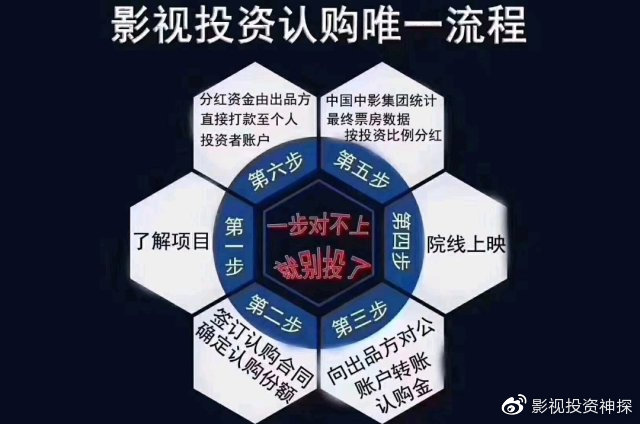 影视投资认购唯一流程
分红资金由出品方
直接打款至个人
投资者账户
中国中影集团统计
最终票房数据
按投资比例分红
第六步
第五步
了解项目
第一步
一步对不上
就别投了
第四步
院线上映
第二步
第三步
签订认购合同
确定认购份额
向出品方对公
账户转账
认购金
影视投资神探